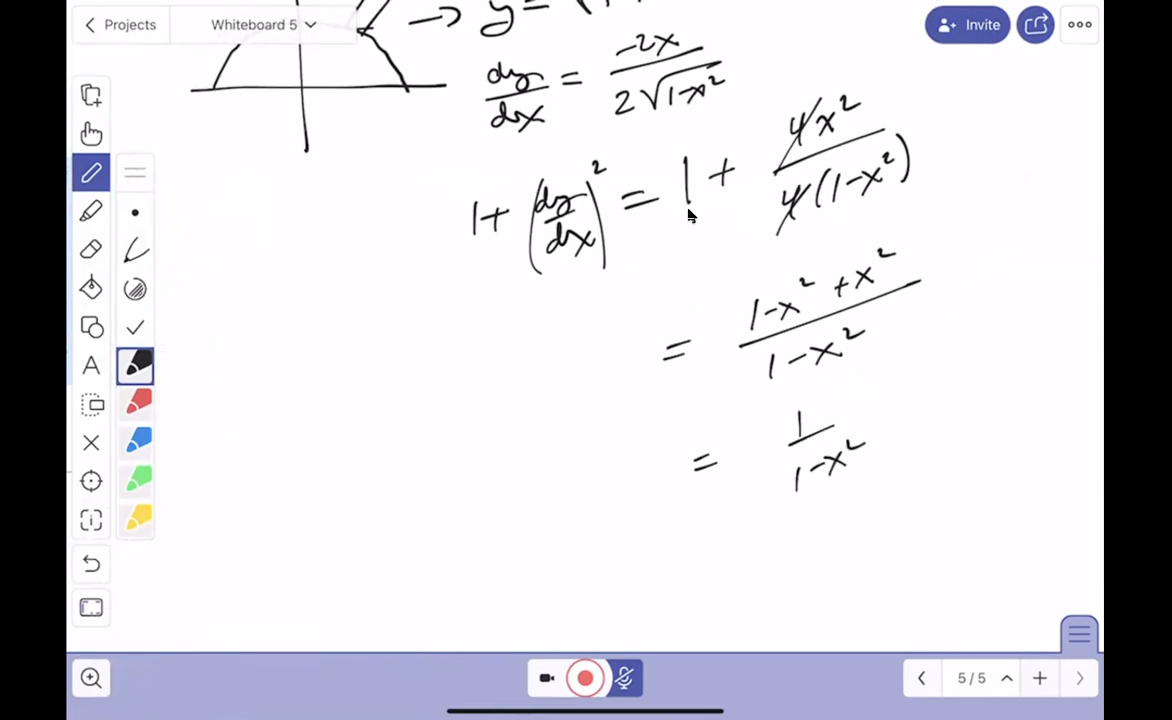 Projects
Whiteboard 5
Invite
→ y =
dy/dx = -2x / 2√1-x²
1 + (dy/dx)² = 1 + 4x² / 4(1-x²)
= 1-x²+x² / 1-x²
= 1 / 1-x²
A
5/5